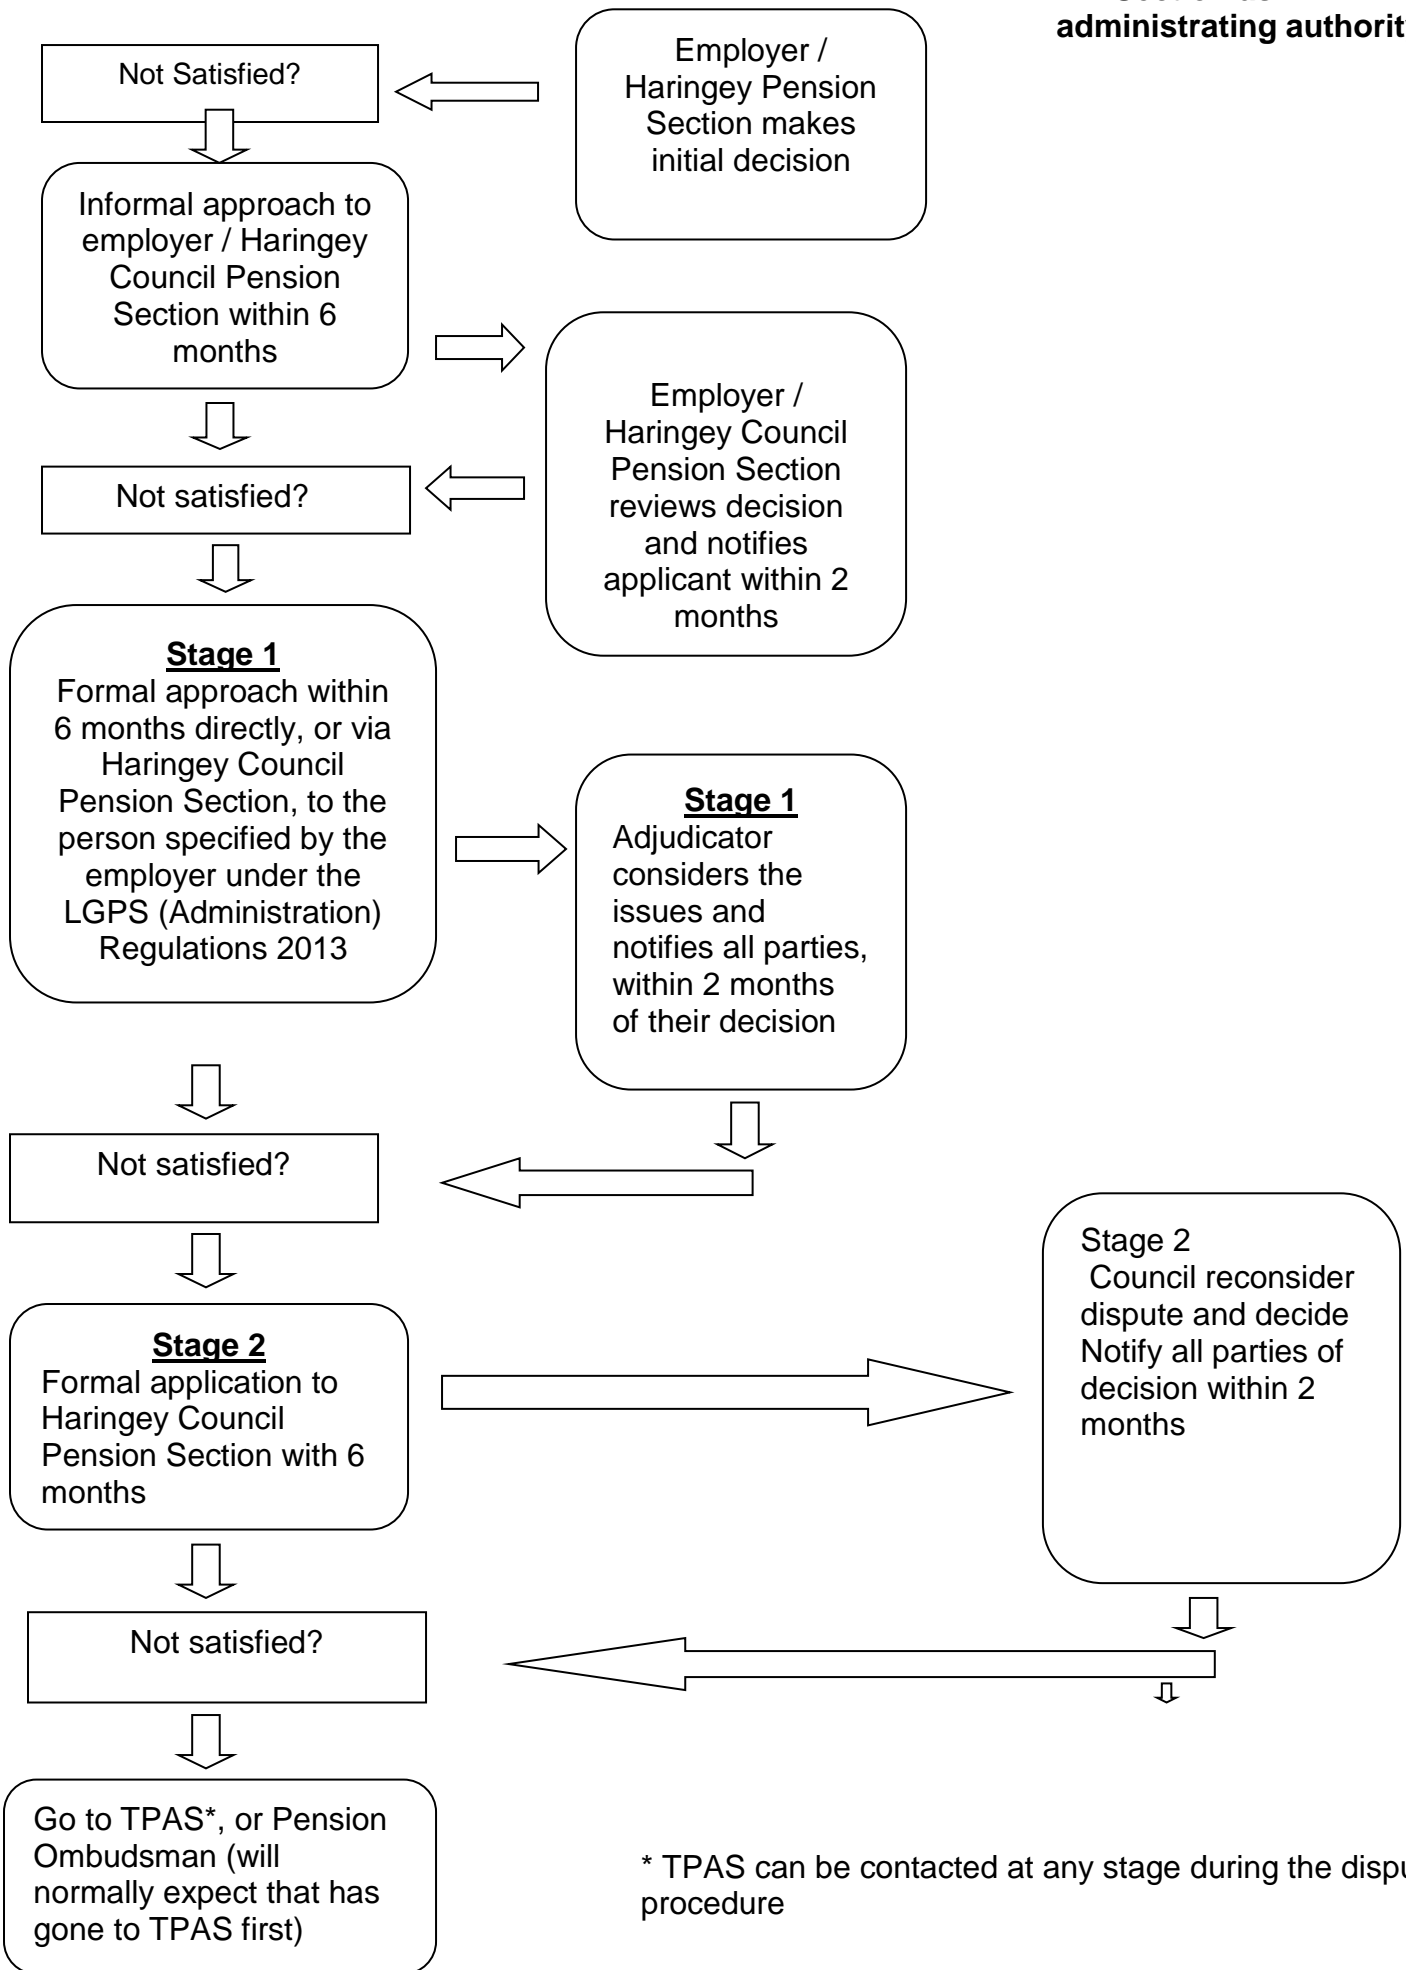 administrating authority
Not Satisfied?
Employer /
Haringey Pension
Section makes
initial decision
Informal approach to
employer / Haringey
Council Pension
Section within 6
months
Employer /
Haringey Council
Pension Section
reviews decision
and notifies
applicant within 2
months
Not satisfied?
Stage 1
Formal approach within
6 months directly, or via
Haringey Council
Pension Section, to the
person specified by the
employer under the
LGPS (Administration)
Regulations 2013
Stage 1
Adjudicator
considers the
issues and
notifies all parties,
within 2 months
of their decision
Not satisfied?
Stage 2
Council reconsider
dispute and decide
Notify all parties of
decision within 2
months
Stage 2
Formal application to
Haringey Council
Pension Section with 6
months
Not satisfied?
Go to TPAS*, or Pension
Ombudsman (will
normally expect that has
gone to TPAS first)
* TPAS can be contacted at any stage during the dispu
procedure